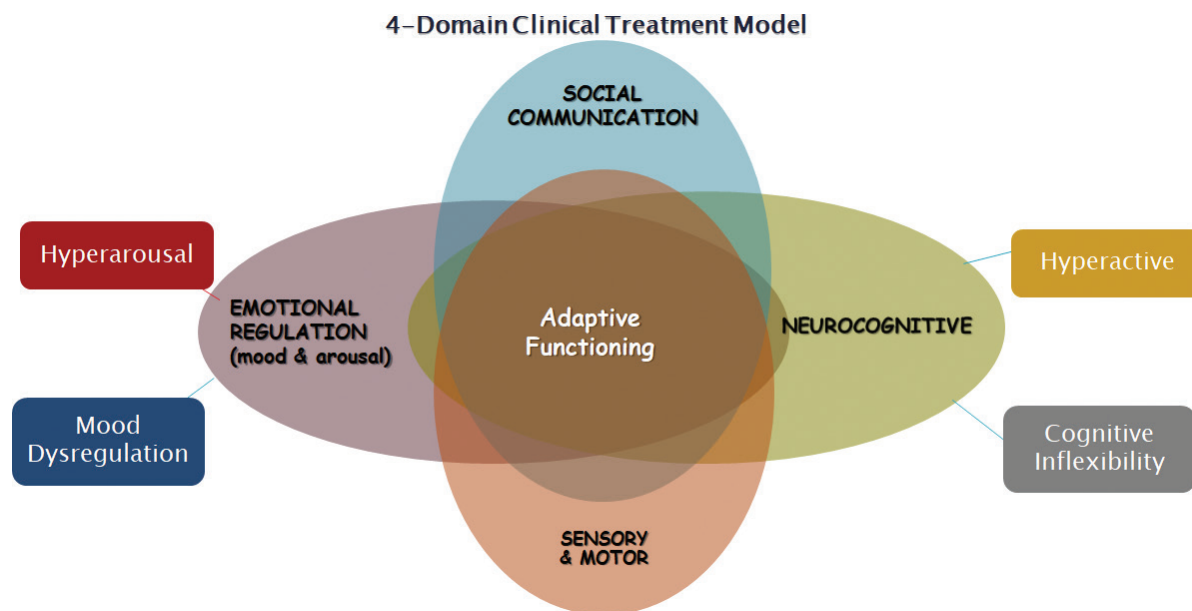 4-Domain Clinical Treatment Model
SOCIAL
COMMUNICATION
Hyperarousal
Hyperactive
EMOTIONAL
REGULATION
(mood & arousal)
Adaptive
Functioning
NEUROCOGNITIVE
Mood
Dysregulation
Cognitive
Inflexibility
SENSORY
& MOTOR